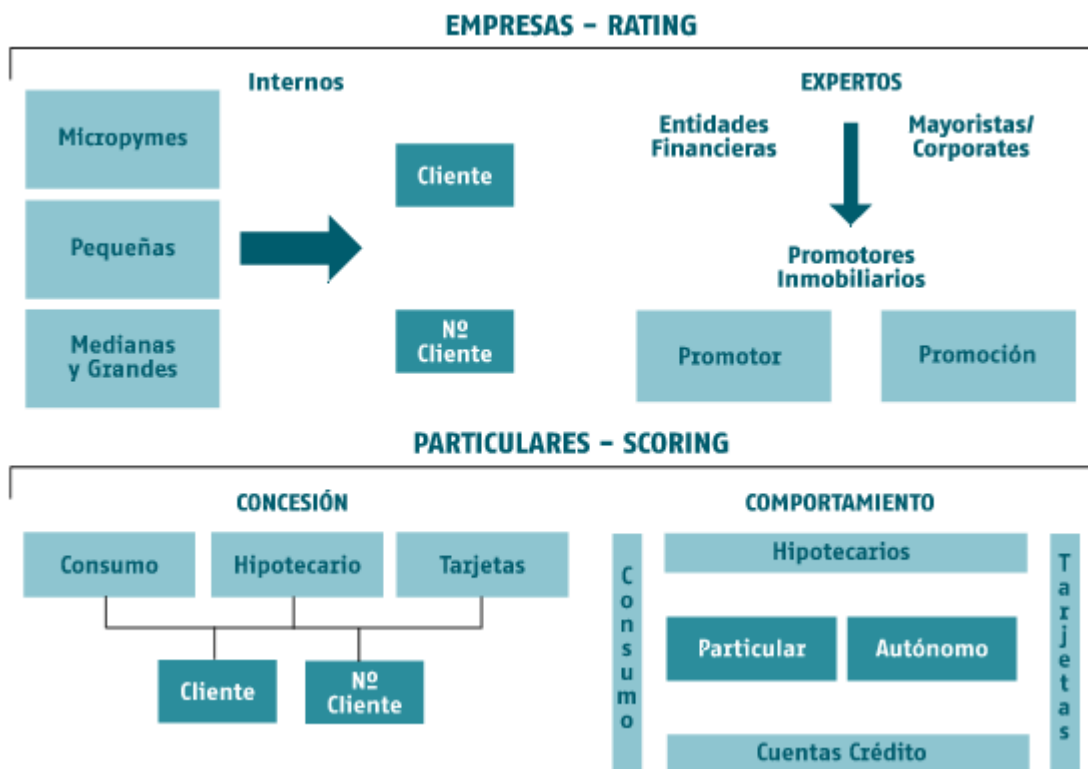 EMPRESAS – RATING
Internos
Micropymes
Pequeñas
Medianas
y Grandes
Cliente
Nº
Cliente
EXPERTOS
Entidades
Financieras
Mayoristas/
Corporates
Promotores
Inmobiliarios
Promotor
Promoción
PARTICULARES – SCORING
CONCESIÓN
Consumo
Hipotecario
Tarjetas
Cliente
Nº
Cliente
COMPORTAMIENTO
Consumo
Hipotecarios
Particular
Autónomo
Cuentas Crédito
Tarjetas